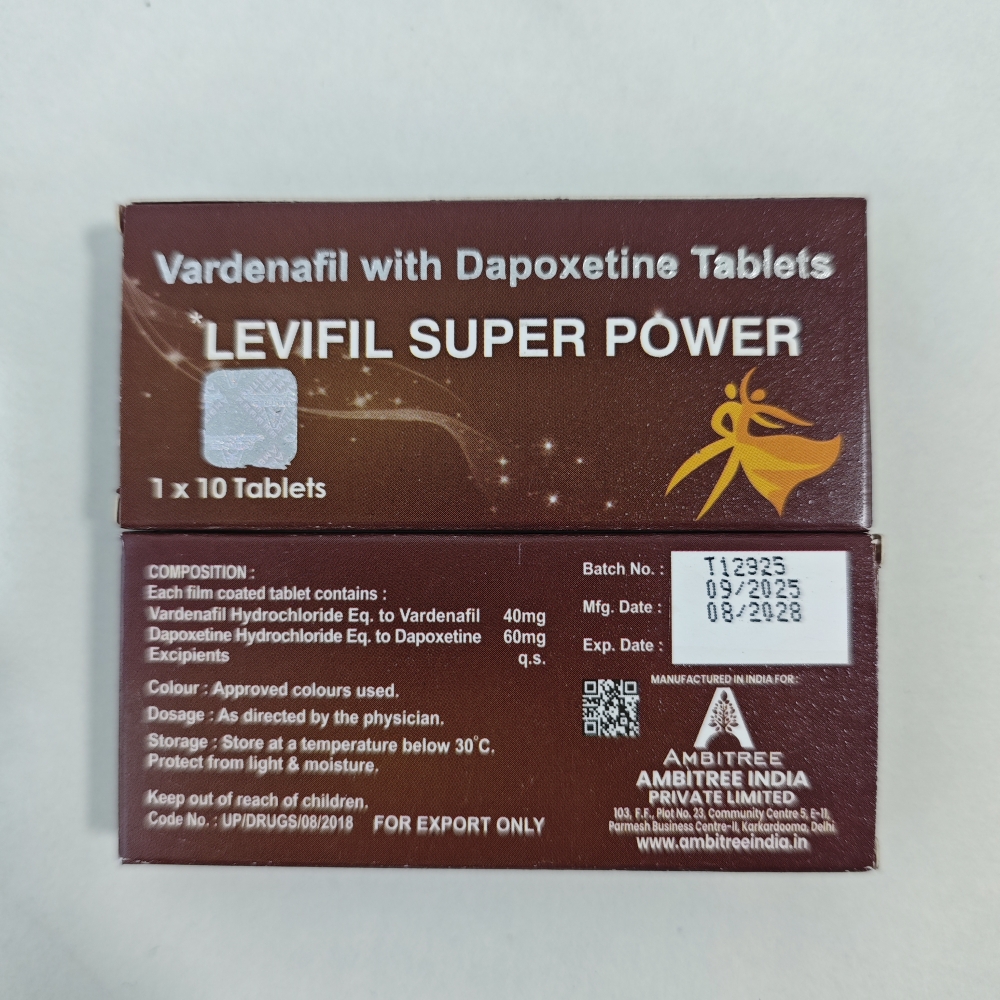 Vardenafil with Dapoxetine Tablets
*LEVIFIL SUPER POWER
1 x 10 Tablets
COMPOSITION :
Each film coated tablet contains :
Vardenafil Hydrochloride Eq. to Vardenafil 40mg
Dapoxetine Hydrochloride Eq. to Dapoxetine 60mg
Excipients q.s.
Colour : Approved colours used.
Dosage : As directed by the physician.
Storage : Store at a temperature below 30°C.
Protect from light & moisture.
Keep out of reach of children.
Code No. : UP/DRUGS/08/2018 FOR EXPORT ONLY
Batch No. : T12925
Mfg. Date : 09/2025
Exp. Date : 08/2028
MANUFACTURED IN INDIA FOR:
AMBITREE
AMBITREE INDIA
PRIVATE LIMITED
103, F.F., Plot No. 23, Community Centre 5, E-11,
Parmesh Business Centre-II, Karkardooma, Delhi
www.ambitreeindia.in